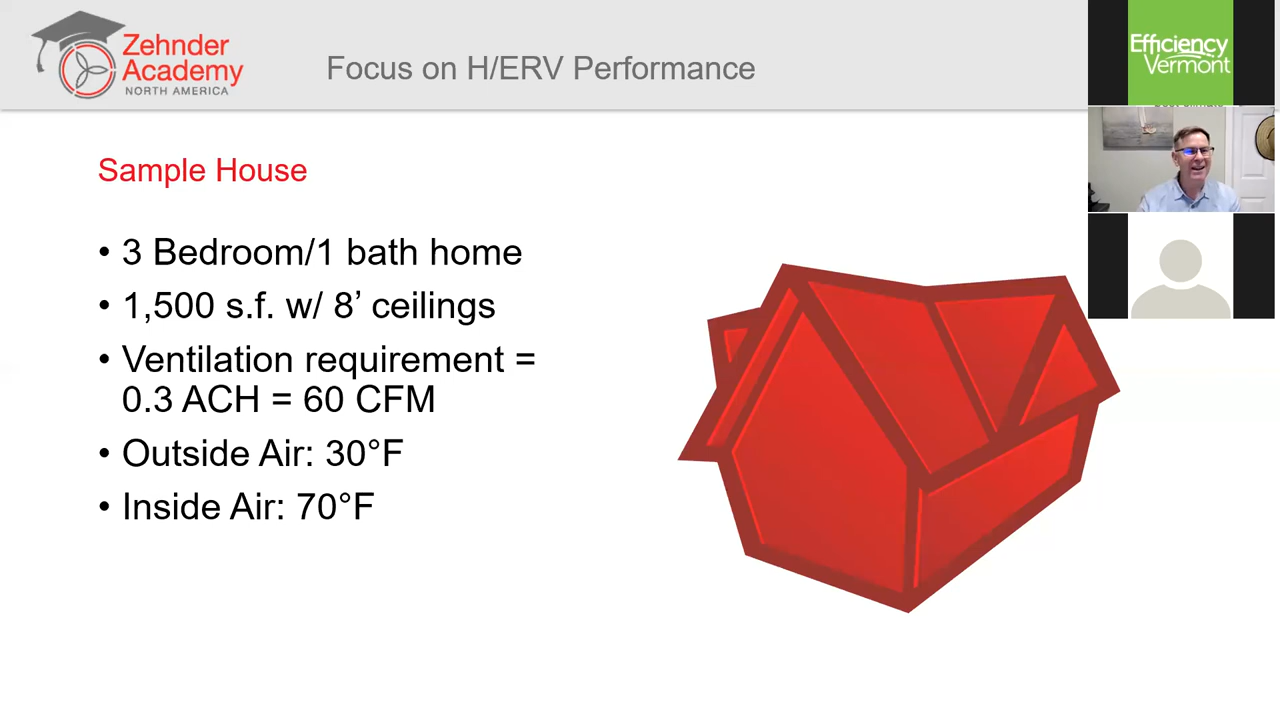 Zehnder
Academy
NORTH AMERICA
Focus on H/ERV Performance
Efficiency
Vermont
Sample House
• 3 Bedroom/1 bath home
• 1,500 s.f. w/ 8’ ceilings
• Ventilation requirement =
0.3 ACH = 60 CFM
• Outside Air: 30°F
• Inside Air: 70°F